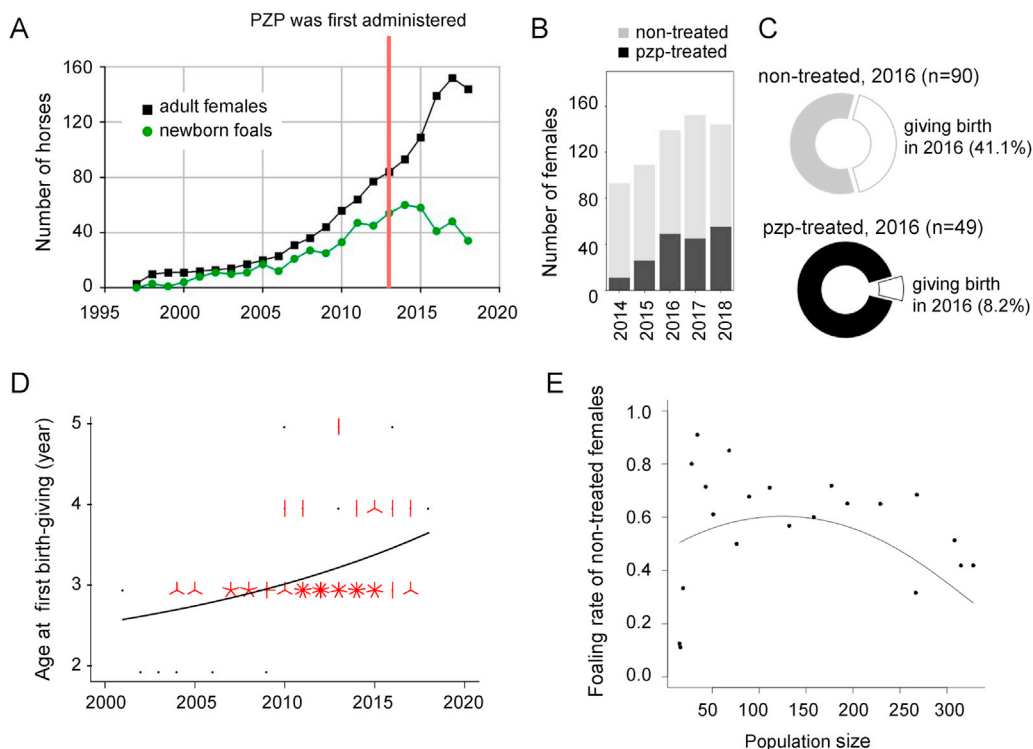 A
PZP was first administered
Number of horses
160
120
80
40
0
adult females
newborn foals
1995
2000
2005
2010
2015
2020
B
non-treated
pzp-treated
Number of females
160
120
80
40
0
2014
2015
2016
2017
2018
C
non-treated, 2016 (n=90)
giving birth
in 2016 (41.1%)
pzp-treated, 2016 (n=49)
giving birth
in 2016 (8.2%)
D
Age at first birth-giving (year)
5
4
3
2
2000
2005
2010
2015
2020
E
Foaling rate of non-treated females
1.0
0.8
0.6
0.4
0.2
0.0
50
100
150
200
250
300
Population size